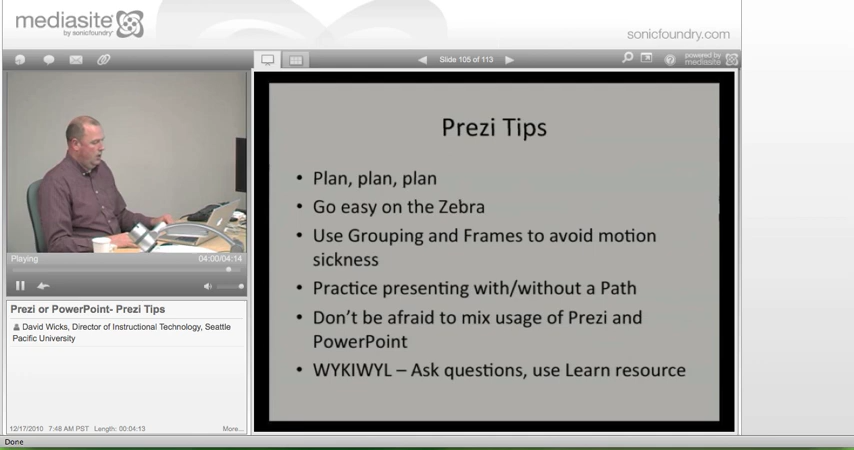 mediasite
by sonicfoundry
sonicfoundry.com
Slide 105 of 113
powered by
mediasite
Playing
04:00/04:14
Prezi or PowerPoint- Prezi Tips
David Wicks, Director of Instructional Technology, Seattle
Pacific University
12/17/2010 7:48 AM PST Length: 00:04:13
More...
Prezi Tips
• Plan, plan, plan
• Go easy on the Zebra
• Use Grouping and Frames to avoid motion
sickness
• Practice presenting with/without a Path
• Don't be afraid to mix usage of Prezi and
PowerPoint
• WYKIWYL – Ask questions, use Learn resource
Done